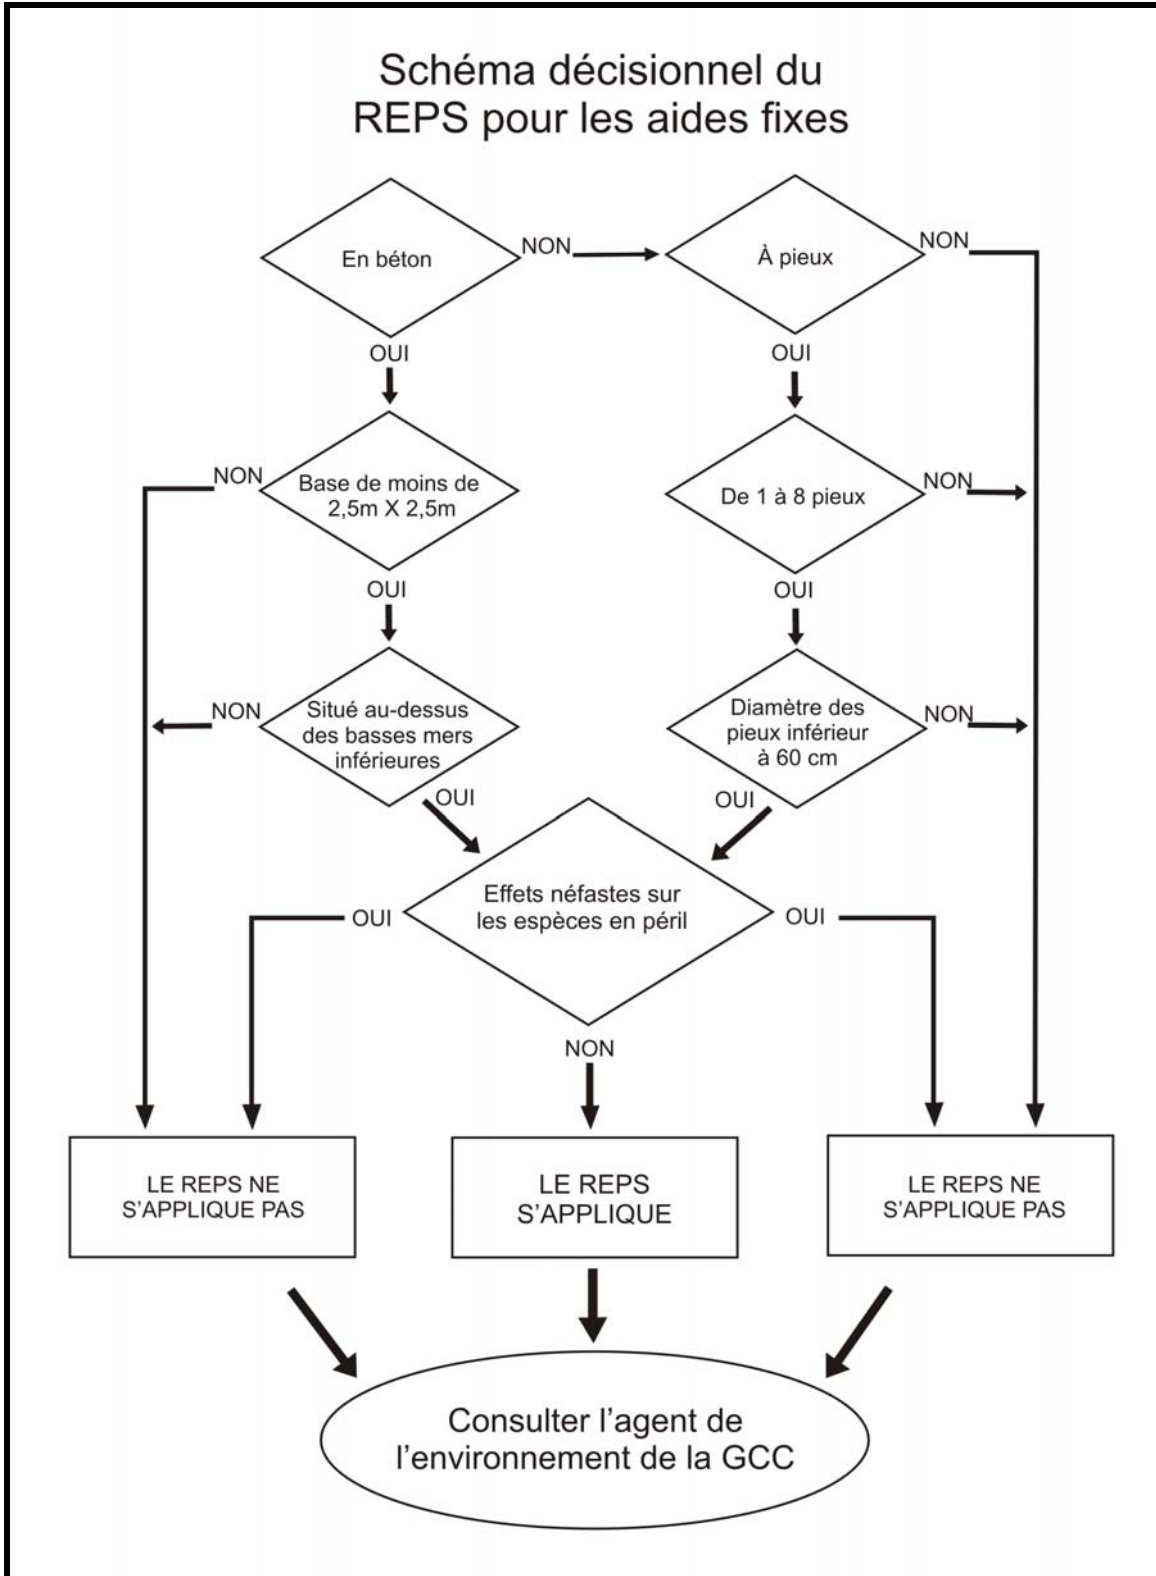 Schéma décisionnel du
REPS pour les aides fixes
En béton
NON
À pieux
NON
OUI
OUI
NON
Base de moins de
2,5m X 2,5m
De 1 à 8 pieux
NON
OUI
OUI
NON
Situé au-dessus
des basses mers
inférieures
Diamètre des
pieux inférieur
à 60 cm
NON
OUI
OUI
OUI
Effets néfastes sur
les espèces en péril
OUI
NON
LE REPS NE
S'APPLIQUE PAS
LE REPS
S'APPLIQUE
LE REPS NE
S'APPLIQUE PAS
Consulter l'agent de
l'environnement de la GCC